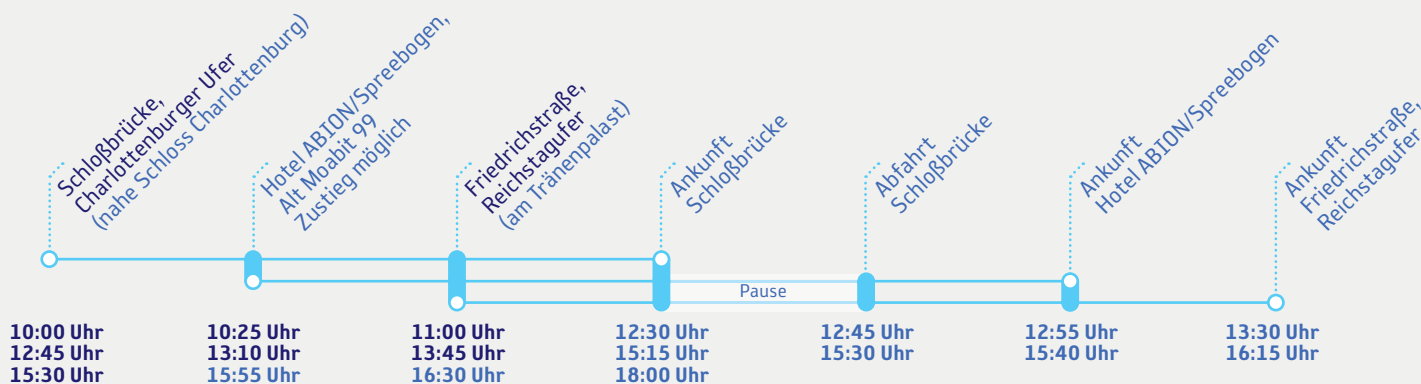 Schloßbrücke,
Charlottenburger Ufer
(nahe Schloss Charlottenburg)
Hotel ABION/Spreebogen,
Alt Moabit 99
Zustieg möglich
Friedrichstraße,
Reichstagufer
(am Tränenpalast)
Ankunft
Schloßbrücke
Abfahrt
Schloßbrücke
Ankunft
Hotel ABION/Spreebogen
Ankunft
Friedrichstraße,
Reichstagufer
Pause
10:00 Uhr
12:45 Uhr
15:30 Uhr
10:25 Uhr
13:10 Uhr
15:55 Uhr
11:00 Uhr
13:45 Uhr
16:30 Uhr
12:30 Uhr
15:15 Uhr
18:00 Uhr
12:45 Uhr
15:30 Uhr
12:55 Uhr
15:40 Uhr
13:30 Uhr
16:15 Uhr